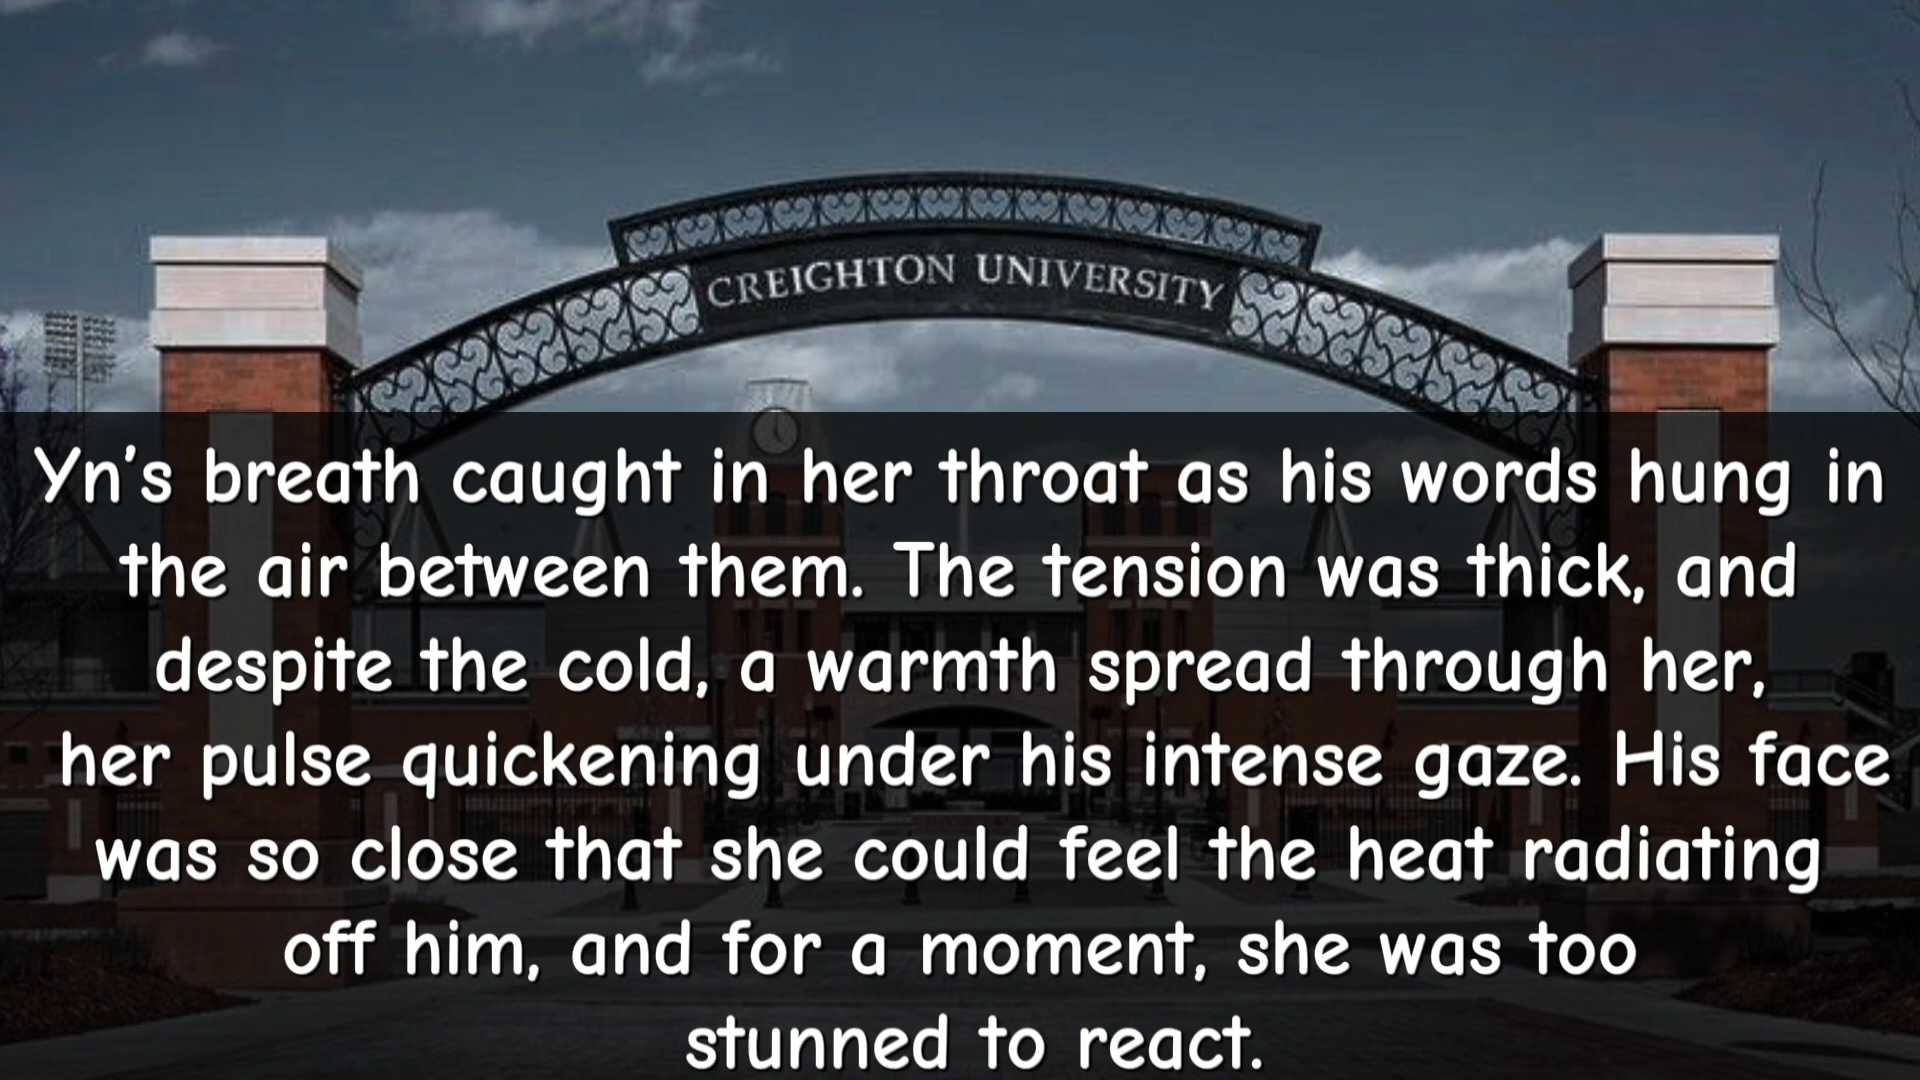 CREIGHTON UNIVERSITY
Yn's breath caught in her throat as his words hung in
the air between them. The tension was thick, and
despite the cold, a warmth spread through her,
her pulse quickening under his intense gaze. His face
was so close that she could feel the heat radiating
off him, and for a moment, she was too
stunned to react.